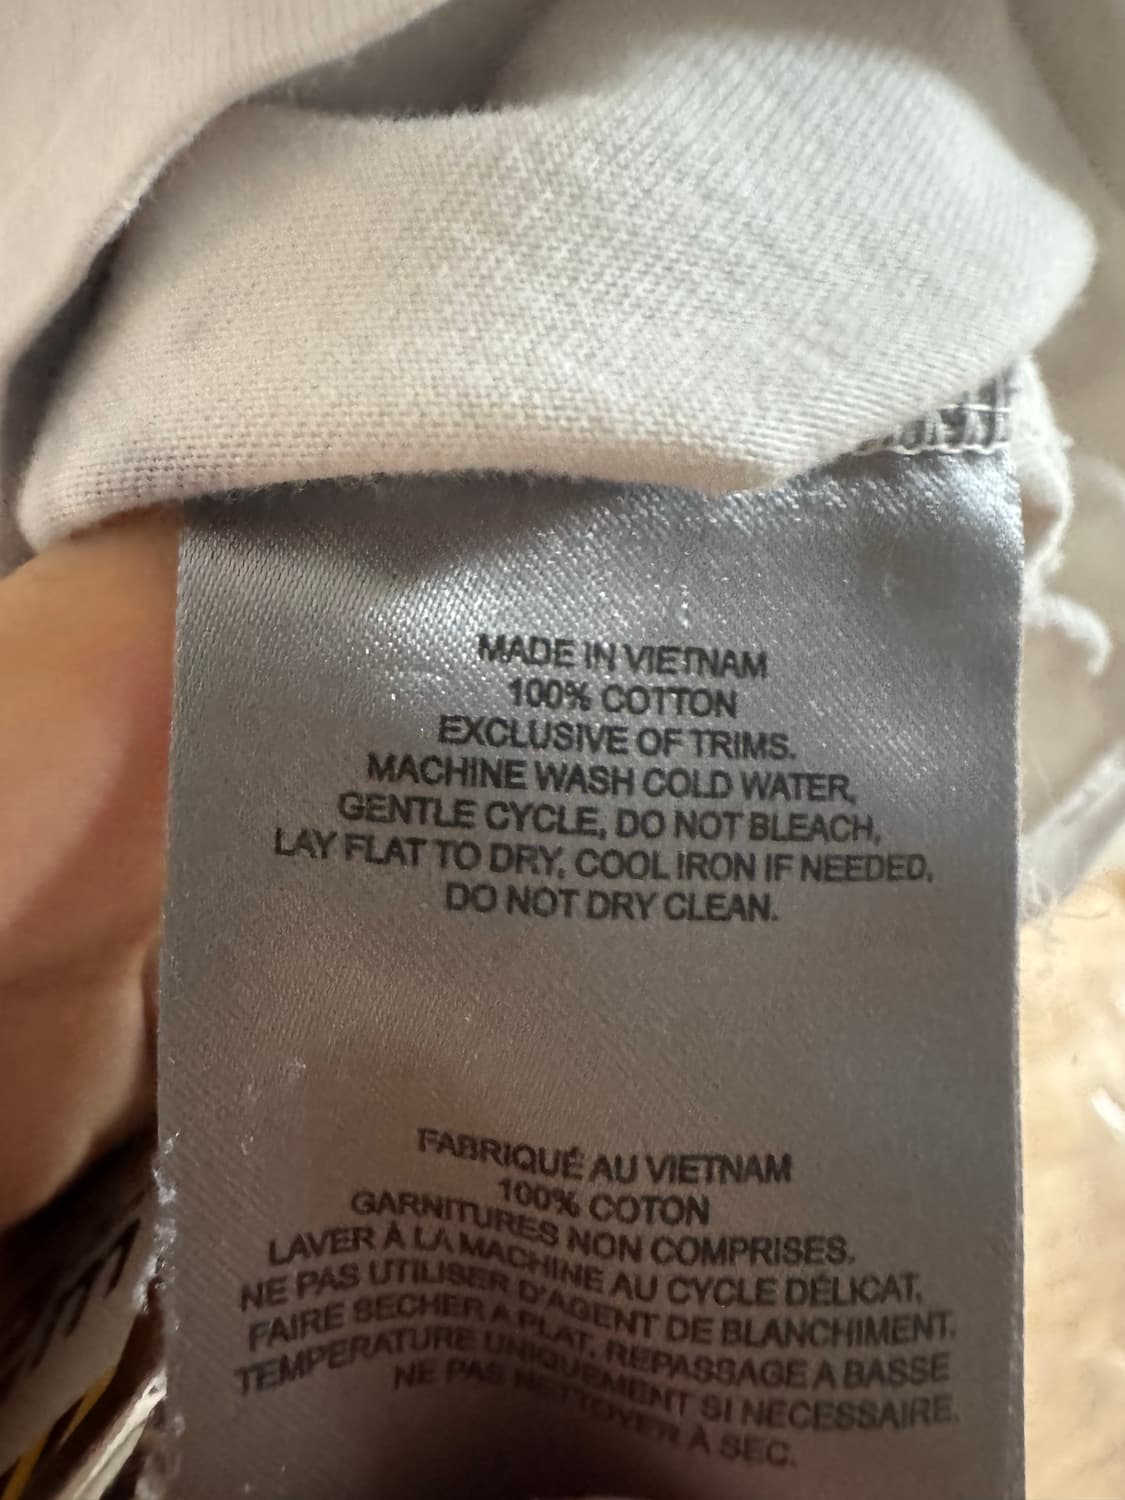 MADE IN VIETNAM
100% COTTON
EXCLUSIVE OF TRIMS.
MACHINE WASH COLD WATER,
GENTLE CYCLE, DO NOT BLEACH,
LAY FLAT TO DRY, COOL IRON IF NEEDED,
DO NOT DRY CLEAN.
FABRIQUÉ AU VIETNAM
100% COTON
GARNITURES NON COMPRISES.
LAVER À LA MACHINE AU CYCLE DÉLICAT,
NE PAS UTILISER D'AGENT DE BLANCHIMENT.
FAIRE SECHER A PLAT, REPASSAGE A BASSE
TEMPERATURE UNIQUEMENT SI NECESSAIRE.
NE PAS NETTOYER À SEC.